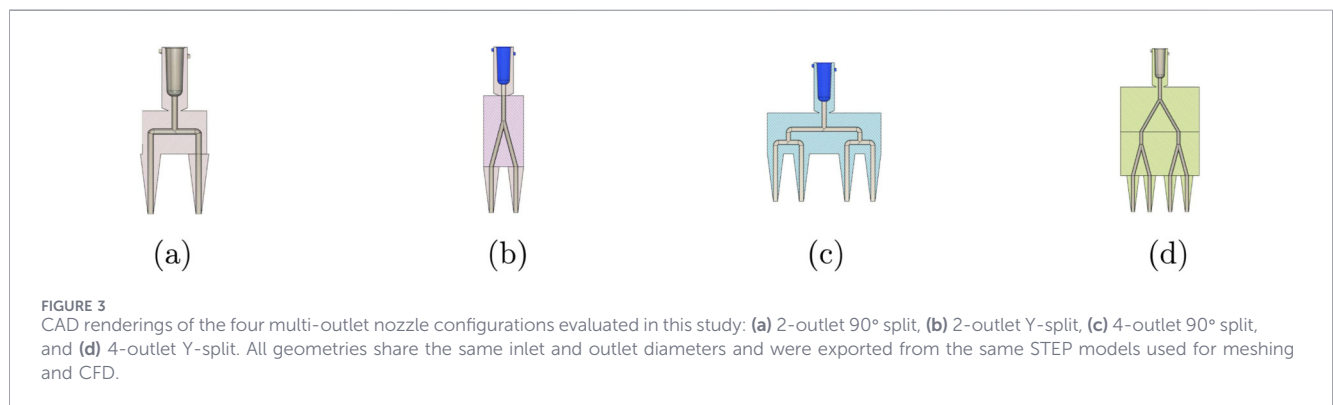 (a) (b) (c) (d)
FIGURE 3
CAD renderings of the four multi-outlet nozzle configurations evaluated in this study: (a) 2-outlet 90° split, (b) 2-outlet Y-split, (c) 4-outlet 90° split,
and (d) 4-outlet Y-split. All geometries share the same inlet and outlet diameters and were exported from the same STEP models used for meshing
and CFD.